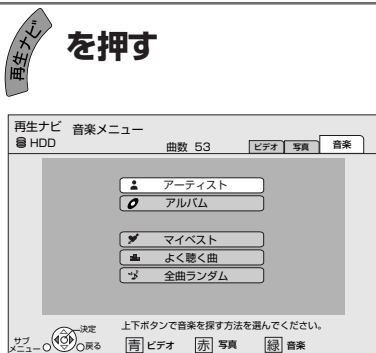 再生ナビ を押す
再生ナビ 音楽メニュー
HDD 曲数 53 ビデオ 写真 音楽
アーティスト
アルバム
マイベスト
よく聴く曲
全曲ランダム
上下ボタンで音楽を探す方法を選んでください。
サブメニュー 決定 戻る 青 ビデオ 赤 写真 緑 音楽